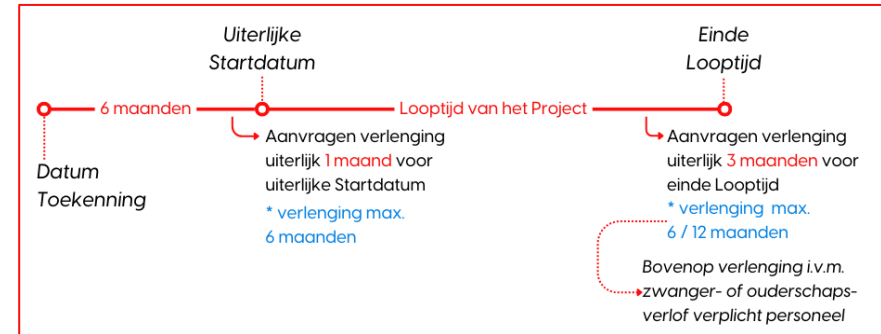 Uiterlijke
Startdatum
Einde
Looptijd
6 maanden
Looptijd van het Project
Datum
Toekenning
Aanvragen verlenging
uiterlijk 1 maand voor
uiterlijke Startdatum
* verlenging max.
6 maanden
Aanvragen verlenging
uiterlijk 3 maanden voor
einde Looptijd
* verlenging max.
6 / 12 maanden
Bovenop verlenging i.v.m.
zwanger- of ouderschaps-
verlof verplicht personeel